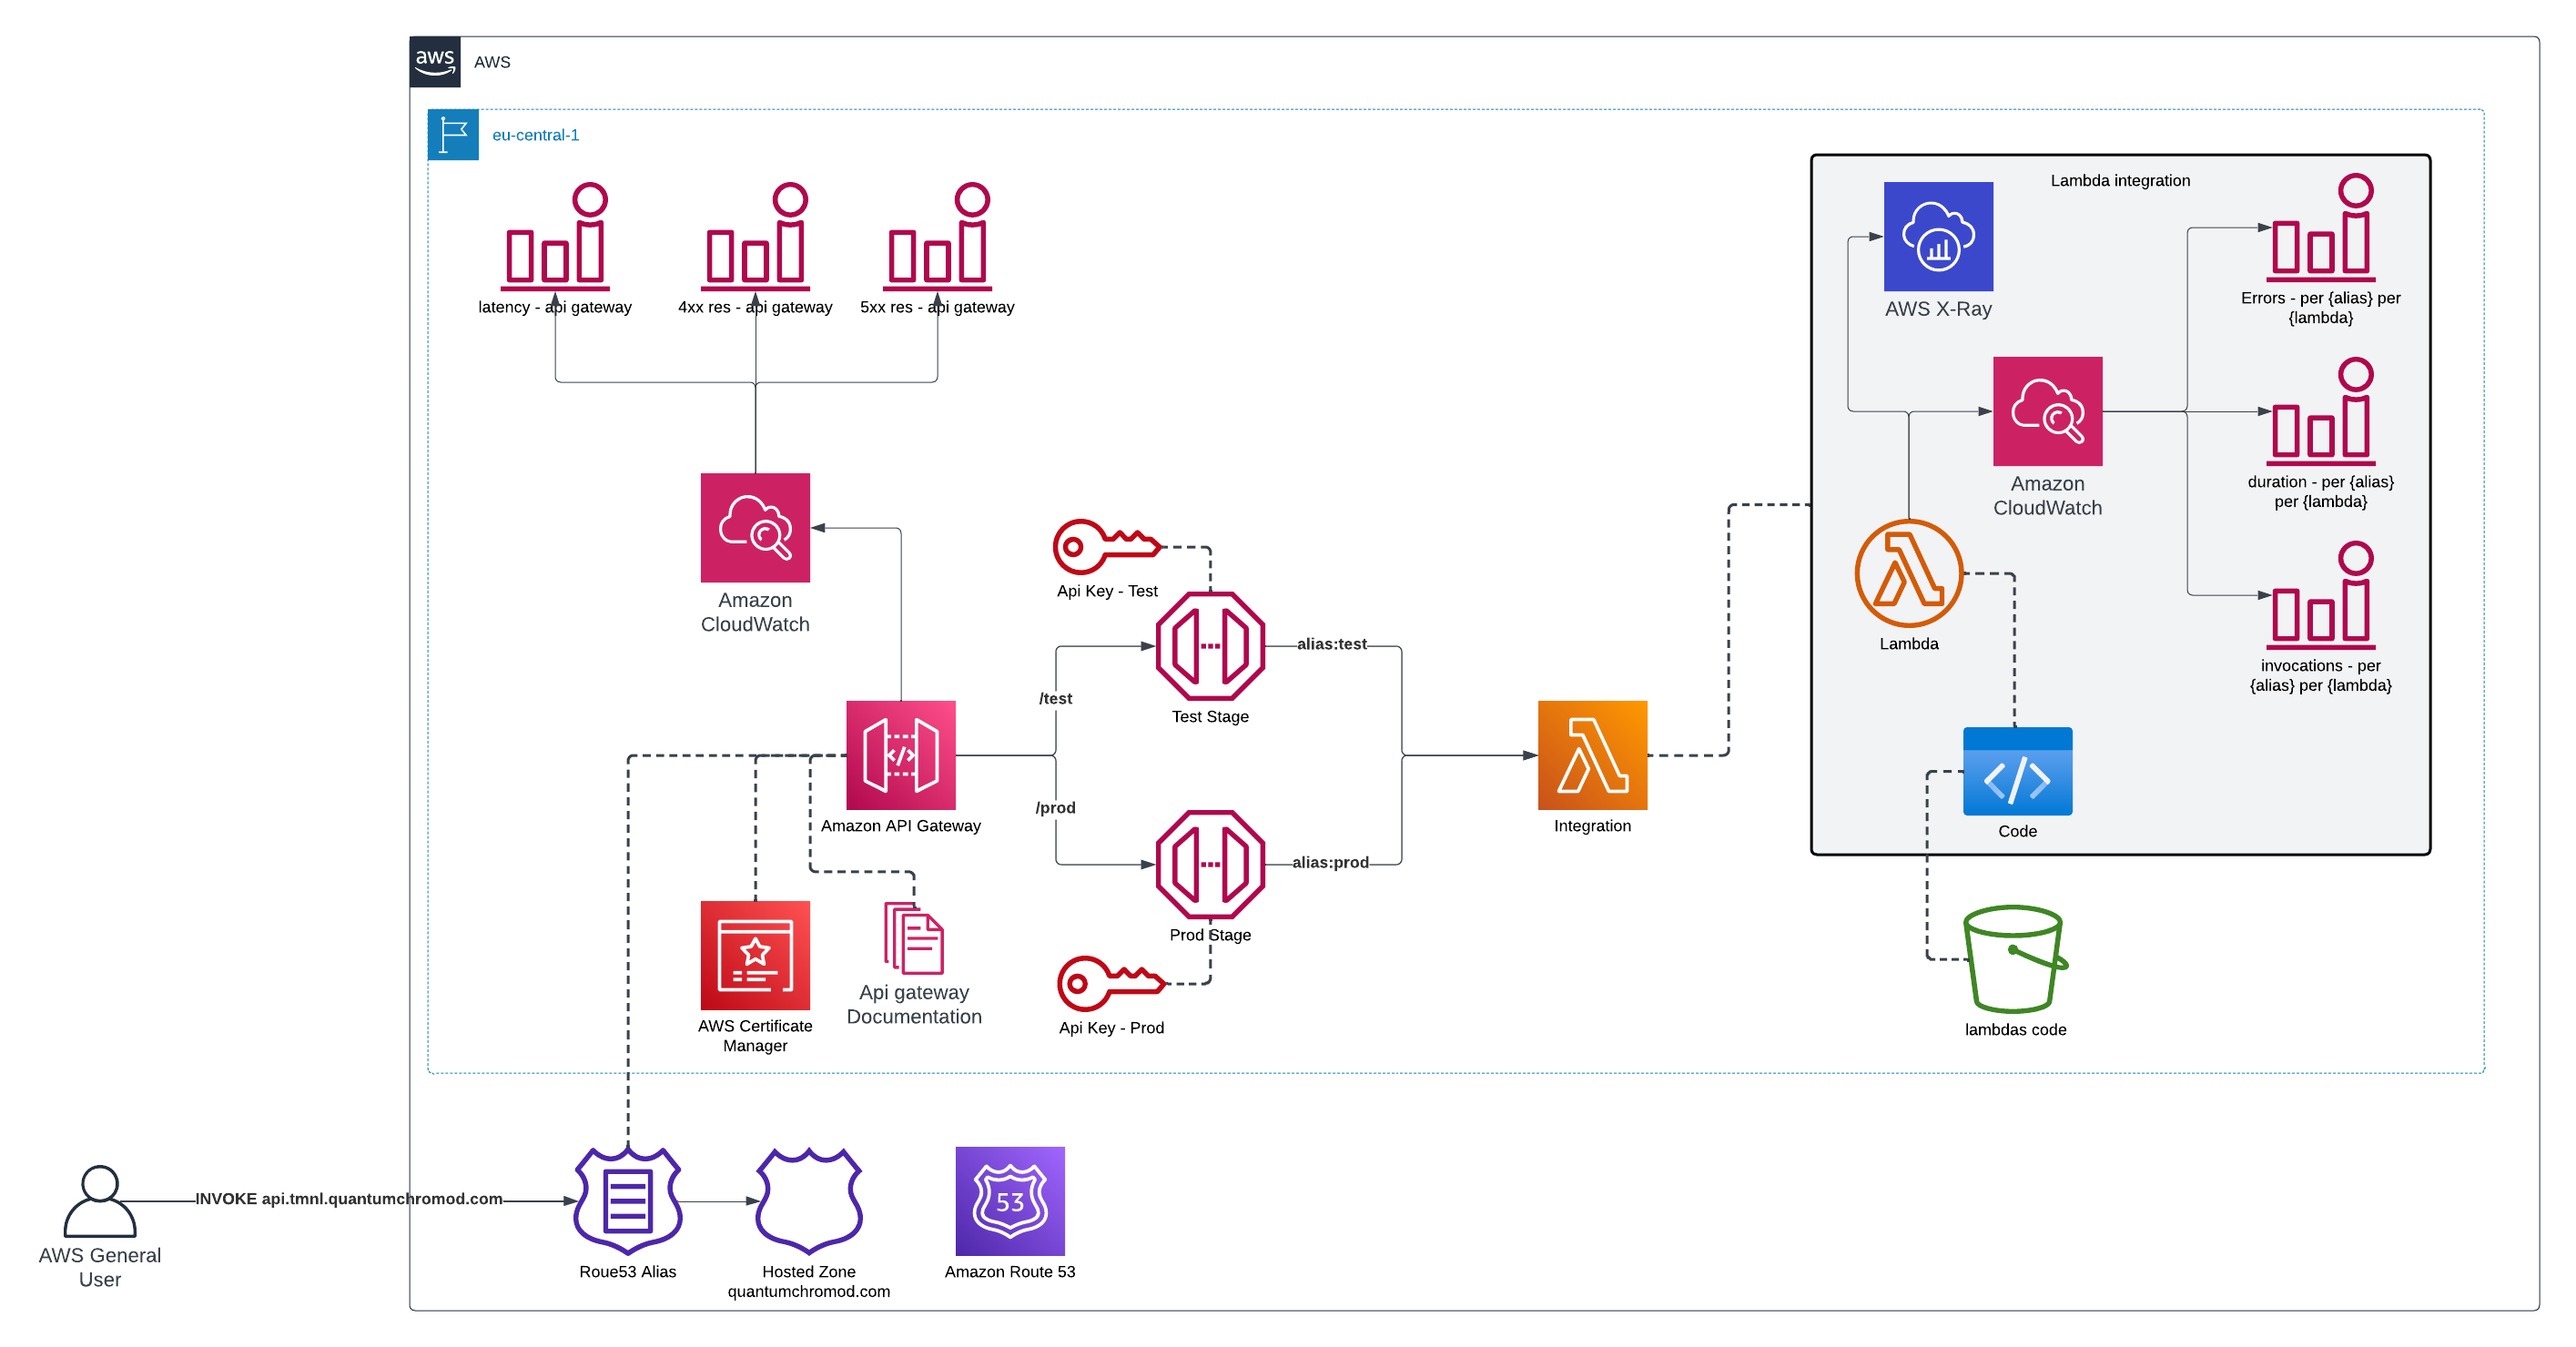 aws
AWS
eu-central-1
latency - api gateway
4xx res - api gateway
5xx res - api gateway
Amazon
CloudWatch
Api Key - Test
/test
Test Stage
alias:test
Amazon API Gateway
/prod
Prod Stage
alias:prod
Api Key - Prod
Integration
AWS Certificate
Manager
Api gateway
Documentation
Lambda integration
AWS X-Ray
Amazon
CloudWatch
Errors - per {alias} per
{lambda}
duration - per {alias}
per {lambda}
invocations - per
{alias} per {lambda}
Lambda
Code
lambdas code
AWS General
User
INVOKE api.tmnl.quantumchromod.com
Roue53 Alias
Hosted Zone
quantumchromod.com
53
Amazon Route 53